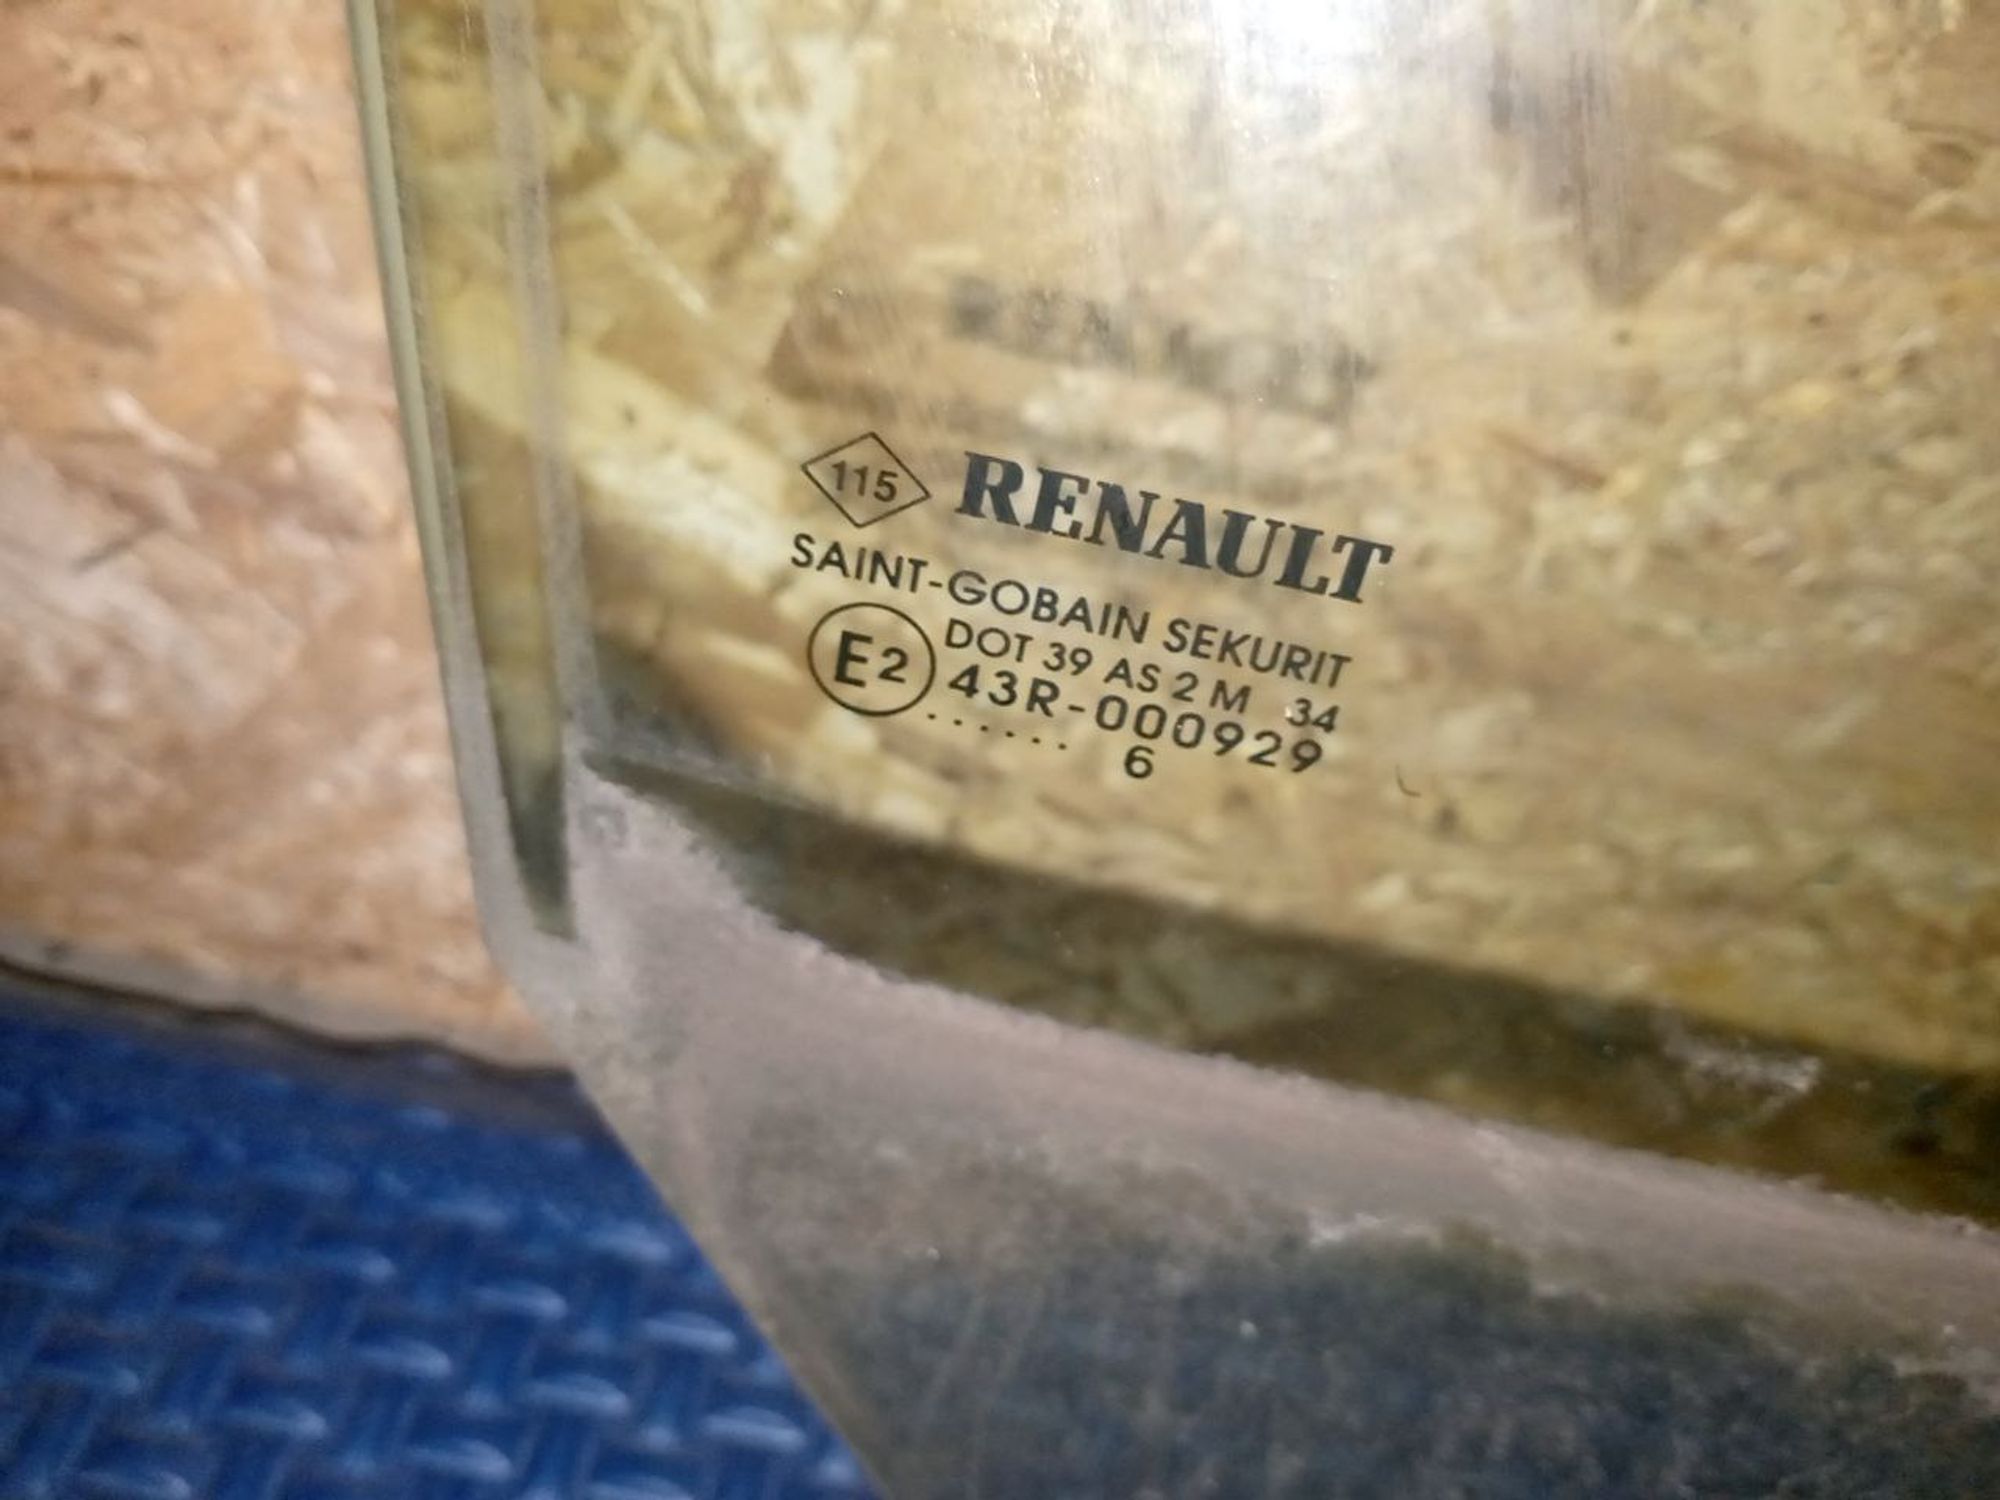 115 RENAULT
SAINT-GOBAIN SEKURIT
DOT 39 AS 2 M 34
E2 43R-000929
...... 6